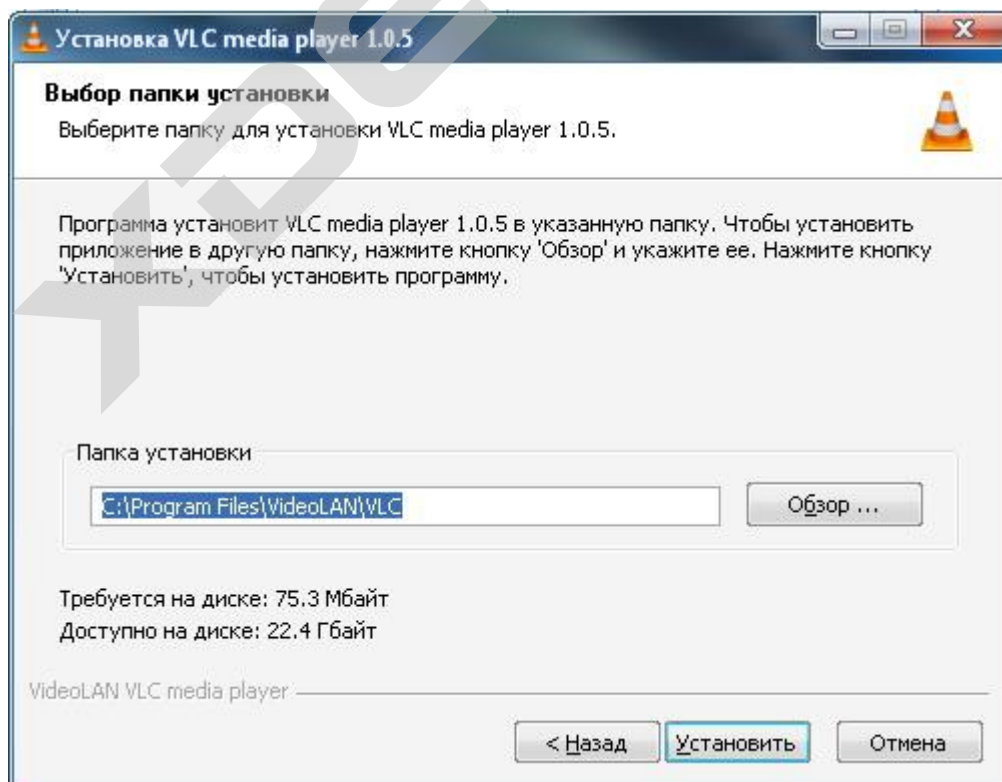 Установка VLC media player 1.0.5
Выбор папки установки
Выберите папку для установки VLC media player 1.0.5.
Программа установит VLC media player 1.0.5 в указанную папку. Чтобы установить
приложение в другую папку, нажмите кнопку 'Обзор' и укажите ее. Нажмите кнопку
'Установить', чтобы установить программу.
Папка установки
C:\Program Files\VideoLAN\VLC
Обзор ...
Требуется на диске: 75.3 Мбайт
Доступно на диске: 22.4 Гбайт
VideoLAN VLC media player
< Назад
Установить
Отмена